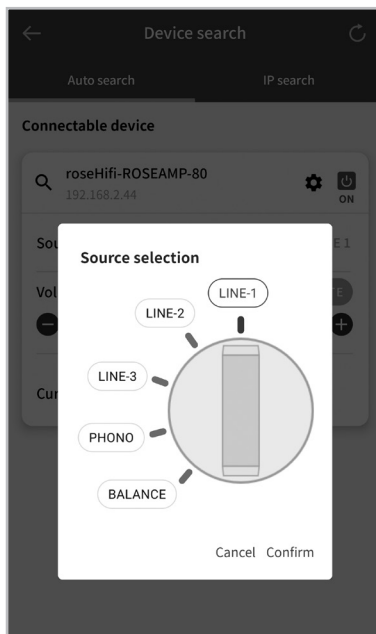 Device search
Auto search IP search
Connectable device
roseHifi-ROSEAMP-80
192.168.2.44
ON
Source selection
LINE-1
LINE-2
LINE-3
PHONO
BALANCE
Cancel Confirm